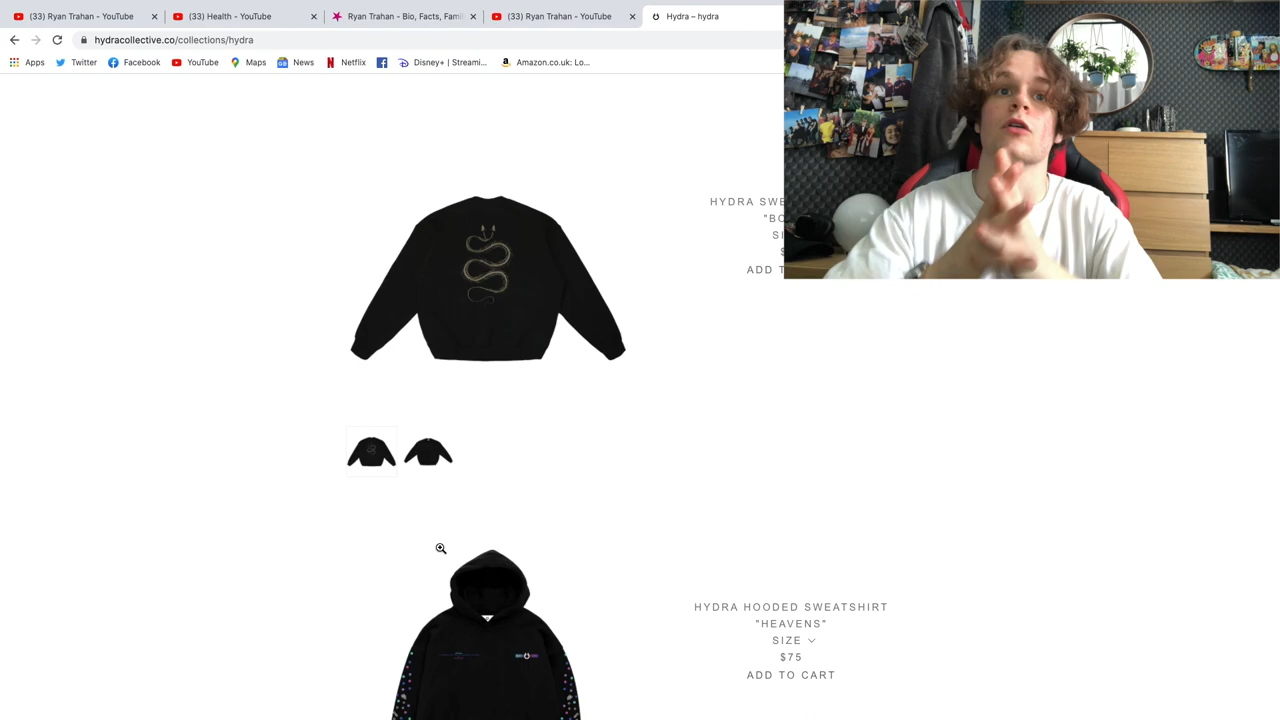 (33) Ryan Trahan - YouTube
(33) Health - YouTube
Ryan Trahan - Bio, Facts, Fami
(33) Ryan Trahan - YouTube
Hydra – hydra
hydracollective.co/collections/hydra
Apps
Twitter
Facebook
YouTube
Maps
News
Netflix
Disney+ | Streami...
Amazon.co.uk: Lo...
HYDRA SWE
"BO
SI
$
ADD T
HYDRA HOODED SWEATSHIRT
"HEAVENS"
SIZE
$75
ADD TO CART